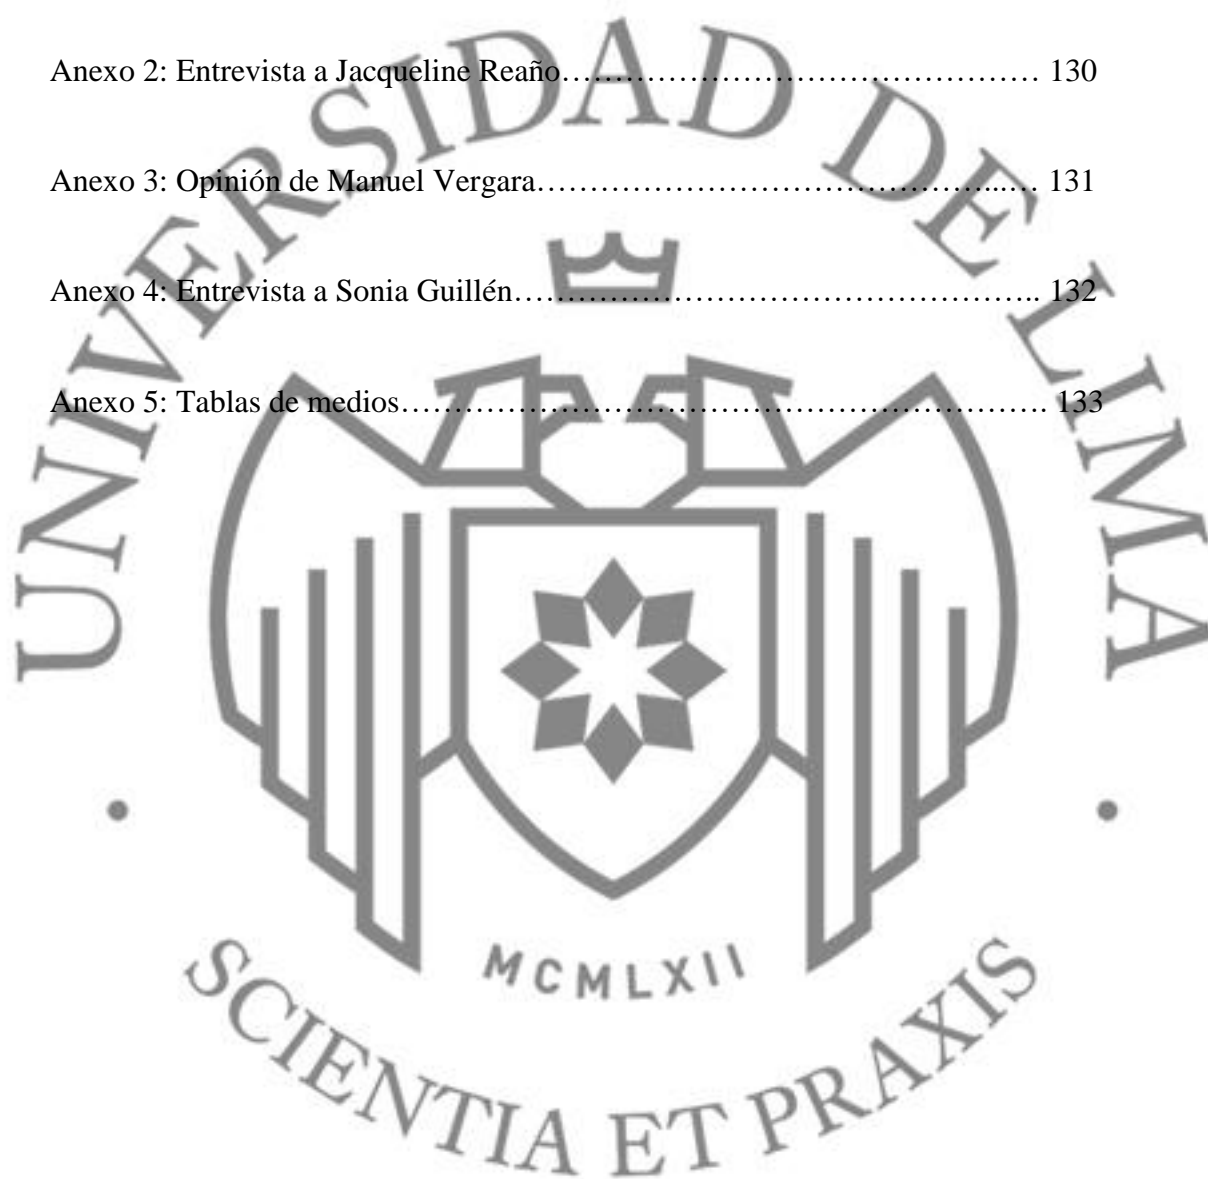 Anexo 2: Entrevista a Jacqueline Reaño……………………………………… 130
Anexo 3: Opinión de Manuel Vergara…………………………………...… 131
Anexo 4: Entrevista a Sonia Guillén………………………………………….. 132
Anexo 5: Tablas de medios……………………………………………………. 133
UNIVERSIDAD DE LIMA
MCMLXII
SCIENTIA ET PRAXIS